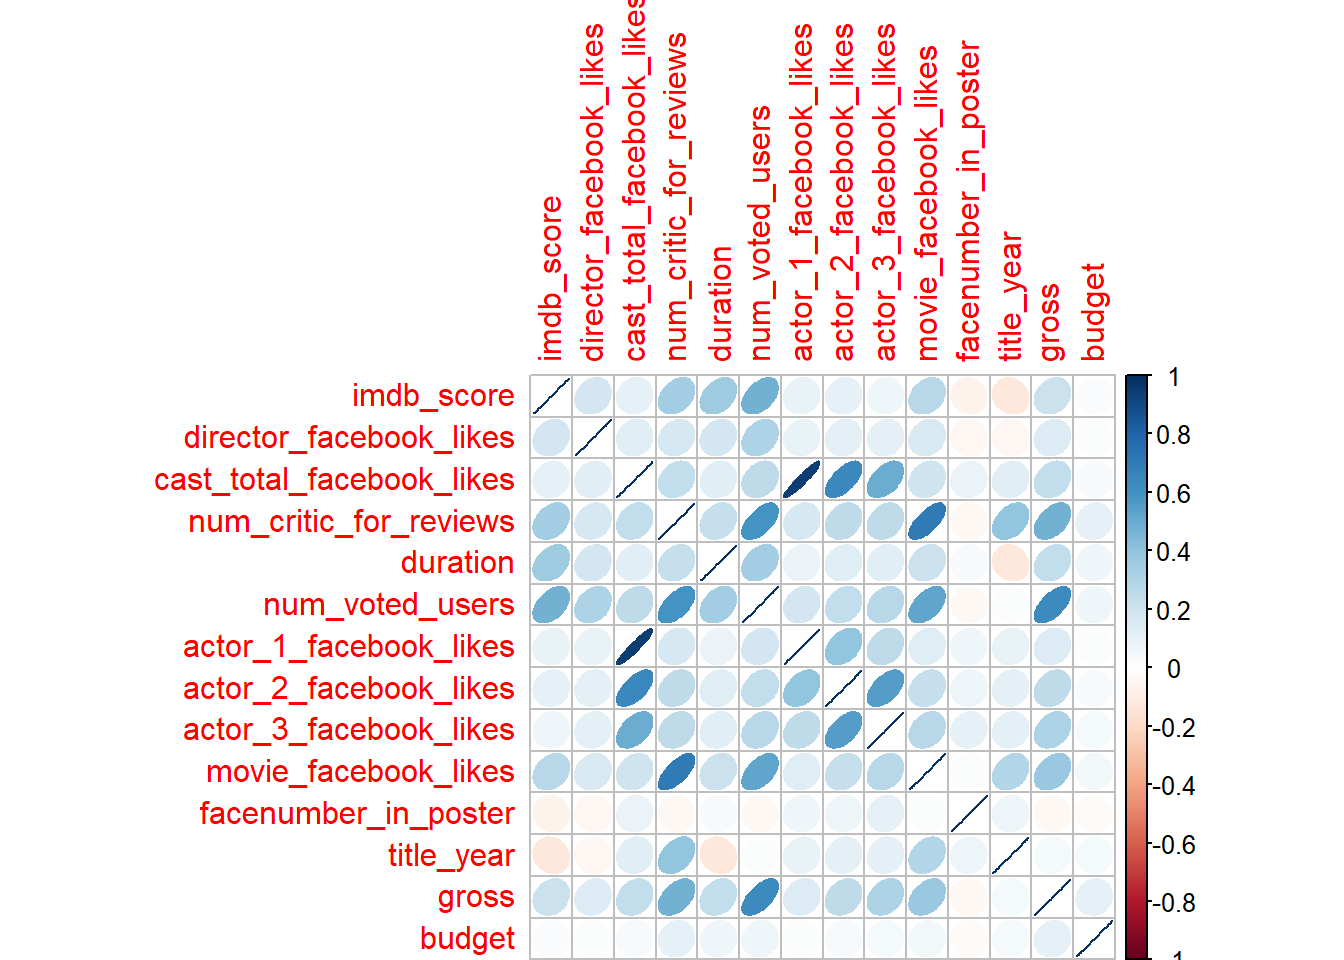 imdb_score
director_facebook_likes
cast_total_facebook_likes
num_critic_for_reviews
duration
num_voted_users
actor_1_facebook_likes
actor_2_facebook_likes
actor_3_facebook_likes
movie_facebook_likes
facenumber_in_poster
title_year
gross
budget
imdb_score
director_facebook_likes
cast_total_facebook_likes
num_critic_for_reviews
duration
num_voted_users
actor_1_facebook_likes
actor_2_facebook_likes
actor_3_facebook_likes
movie_facebook_likes
facenumber_in_poster
title_year
gross
budget
1
0.8
0.6
0.4
0.2
0
-0.2
-0.4
-0.6
-0.8
-1